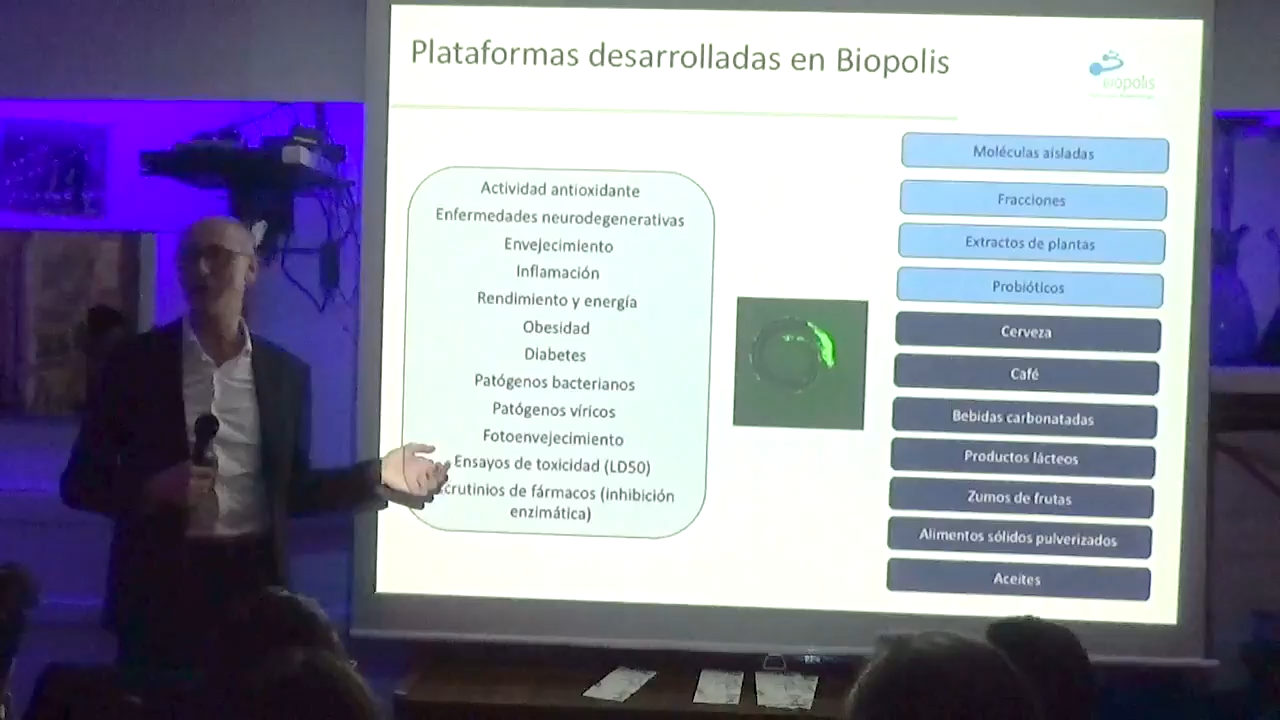 Plataformas desarrolladas en Biopolis
Biopolis
Actividad antioxidante
Enfermedades neurodegenerativas
Envejecimiento
Inflamación
Rendimiento y energía
Obesidad
Diabetes
Patógenos bacterianos
Patógenos víricos
Fotoenvejecimiento
Ensayos de toxicidad (LD50)
crutinios de fármacos (inhibición
enzimática)
Moléculas aisladas
Fracciones
Extractos de plantas
Probióticos
Cerveza
Café
Bebidas carbonatadas
Productos lácteos
Zumos de frutas
Alimentos sólidos pulverizados
Aceites